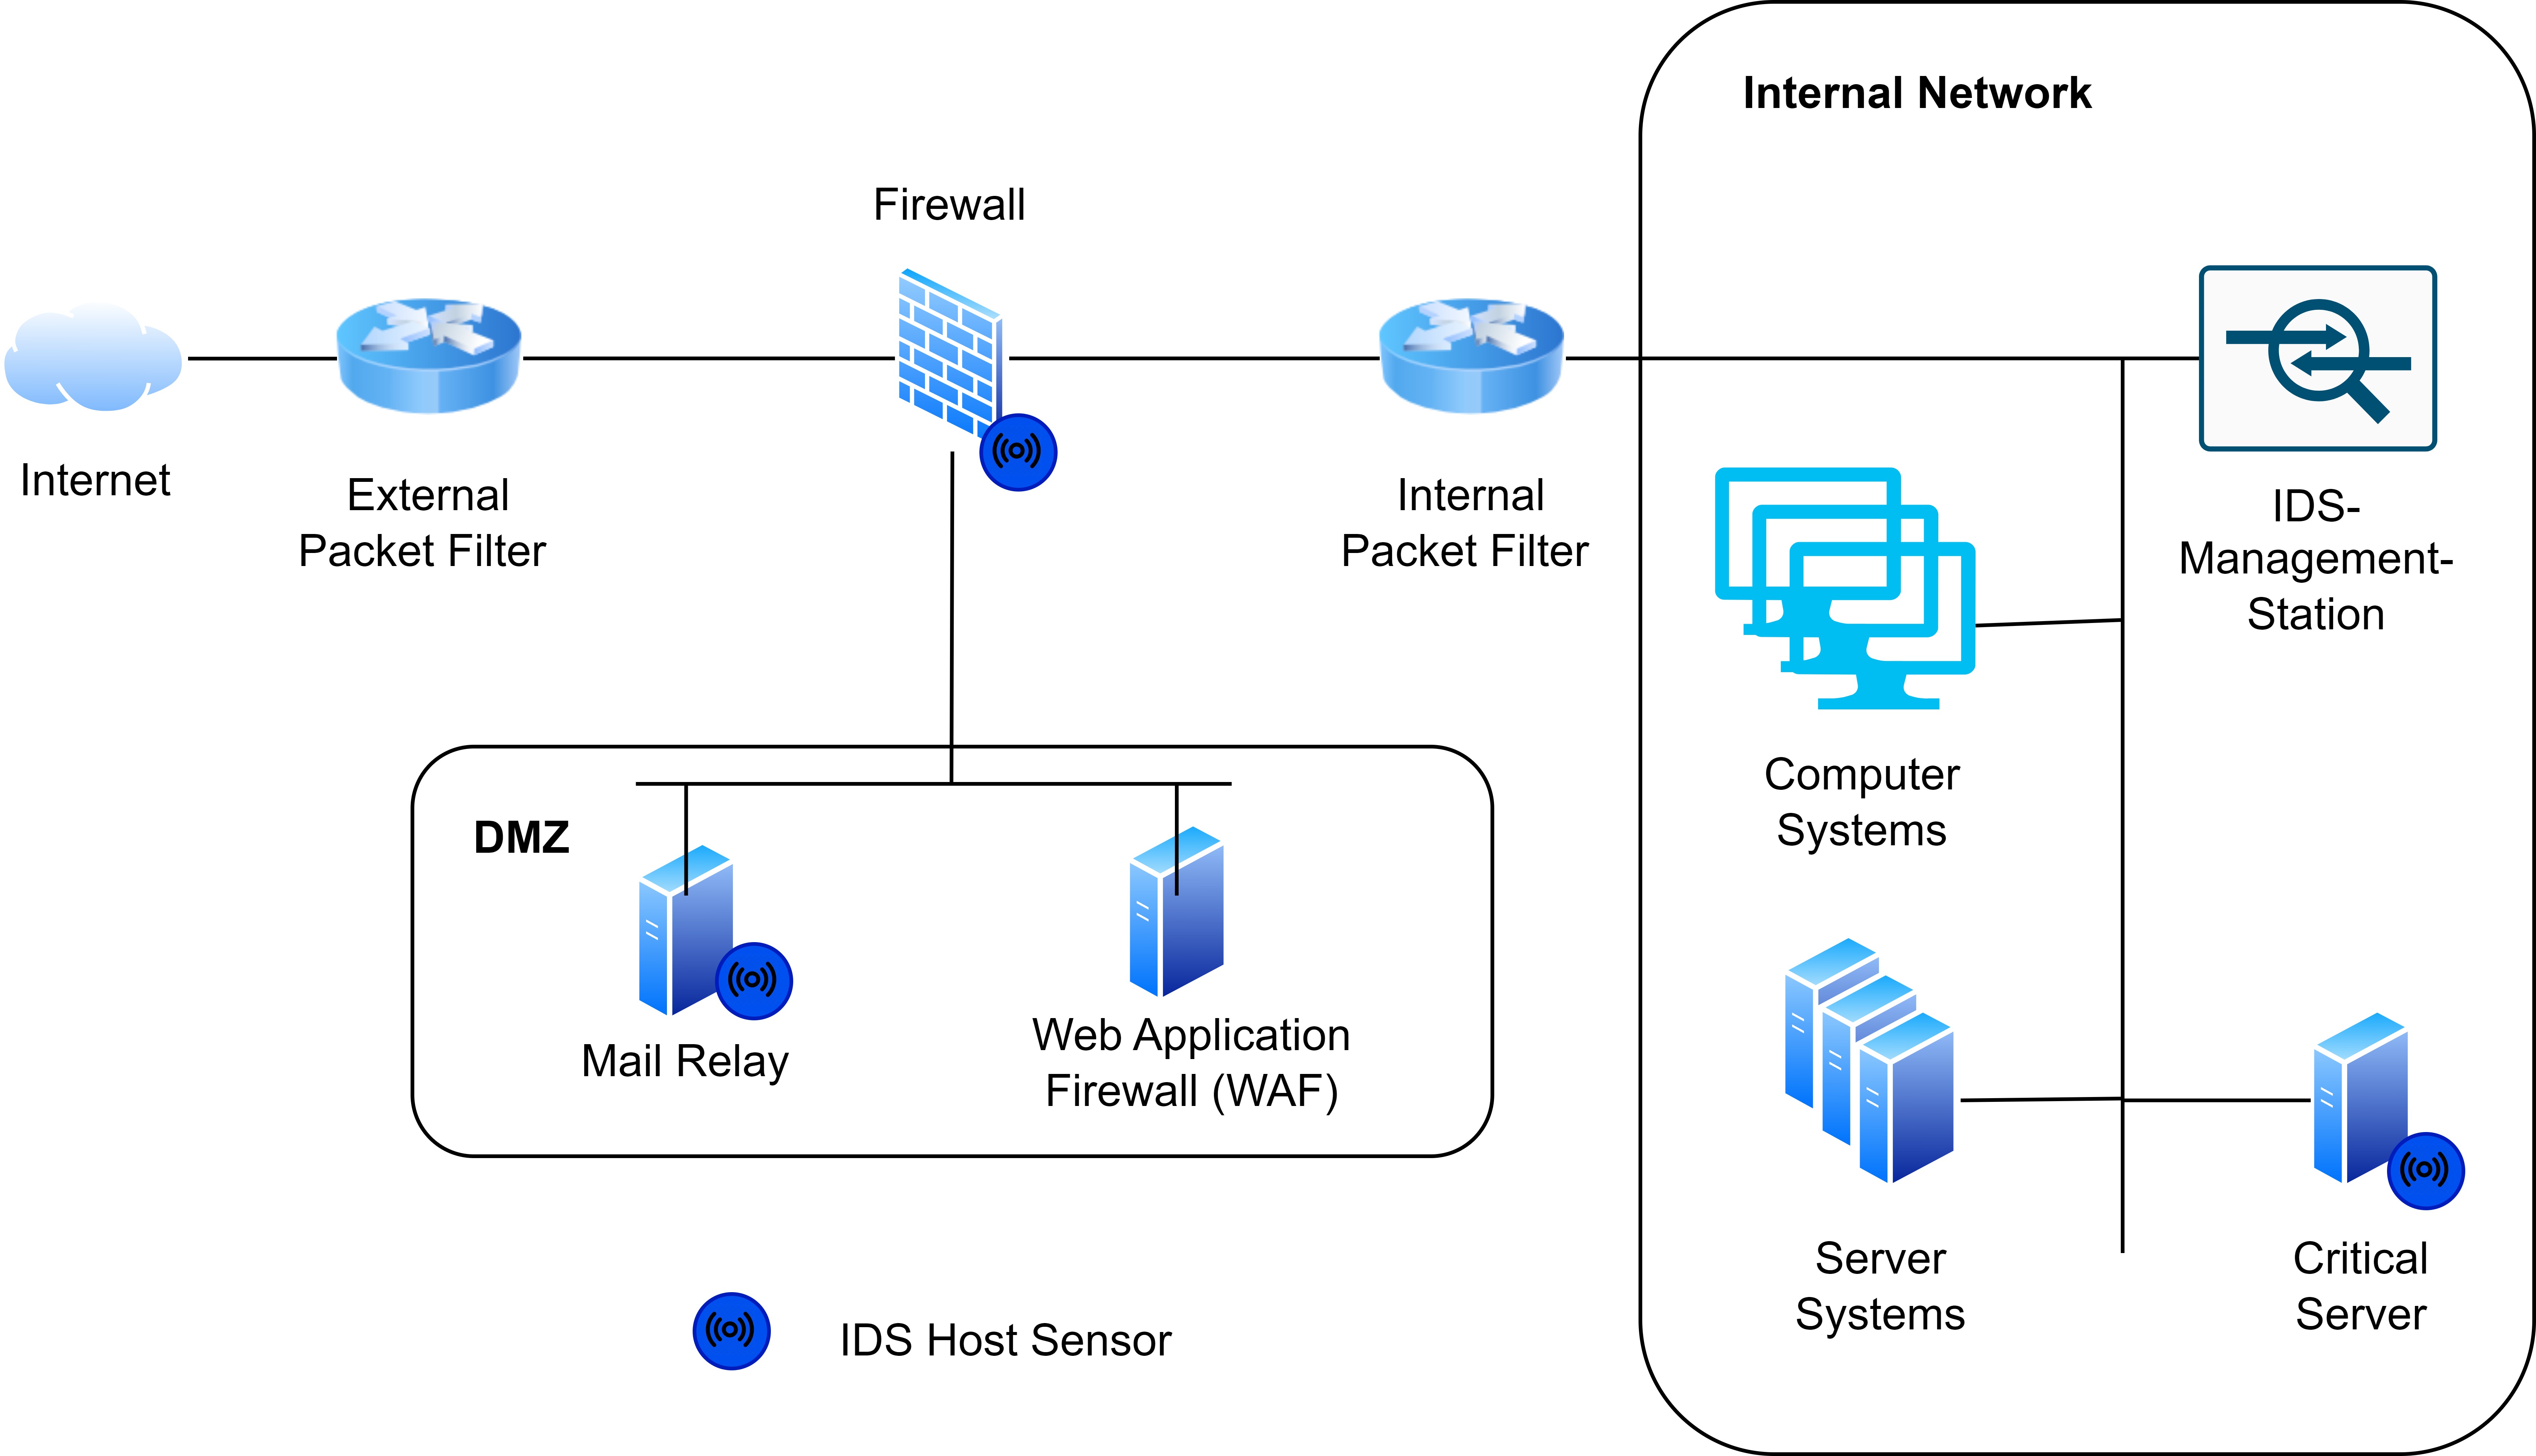 Internal Network
Firewall
Internet
External
Packet Filter
Internal
Packet Filter
IDS-
Management-
Station
Computer
Systems
DMZ
Mail Relay
Web Application
Firewall (WAF)
Server
Systems
Critical
Server
IDS Host Sensor